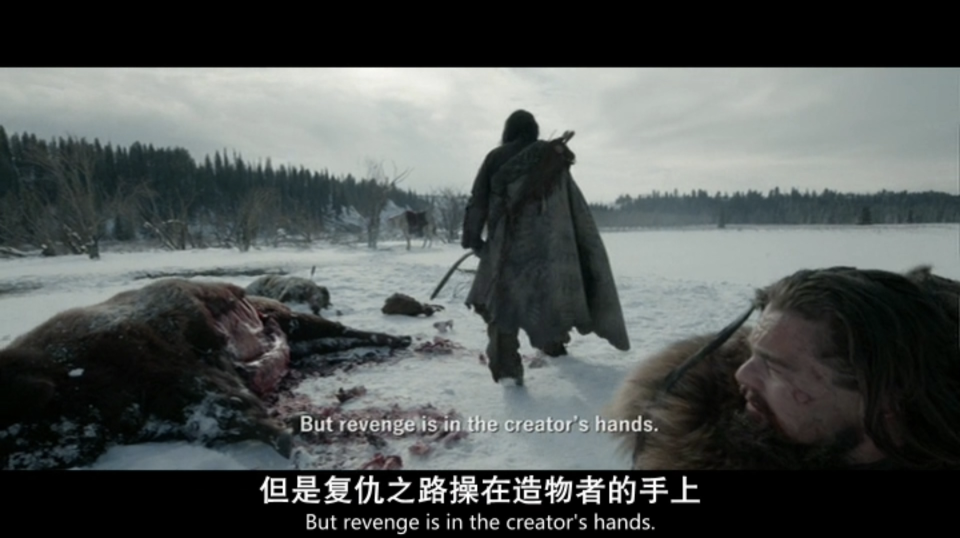 But revenge is in the creator's hands.
但是复仇之路操在造物者的手上
But revenge is in the creator's hands.